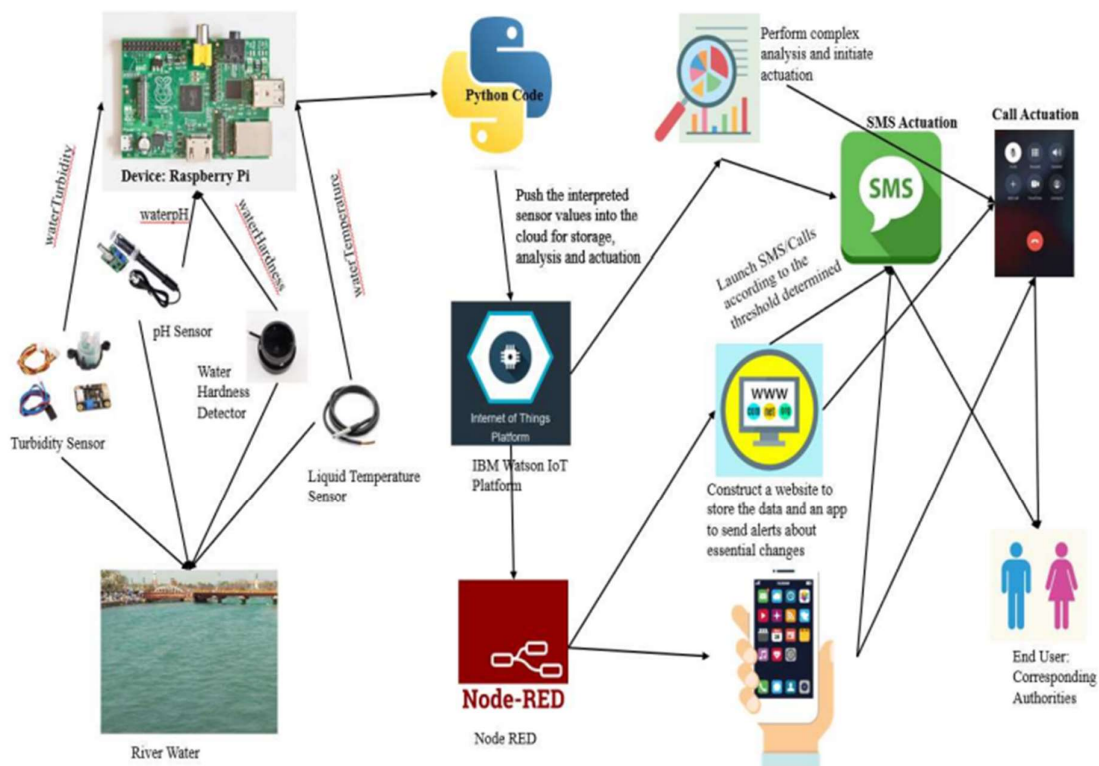 Python Code
Device: Raspberry Pi
waterTurbidity
waterpH
waterHardness
waterTemperature
pH Sensor
Turbidity Sensor
Water
Hardness
Detector
Liquid Temperature
Sensor
River Water
Push the interpreted
sensor values into the
cloud for storage,
analysis and actuation
Internet of Things
Platform
IBM Watson IoT
Platform
Node-RED
Node RED
Perform complex
analysis and initiate
actuation
SMS Actuation
SMS
Call Actuation
Launch SMS/Calls
according to the
threshold determined
WWW
Construct a website to
store the data and an app
to send alerts about
essential changes
End User:
Corresponding
Authorities